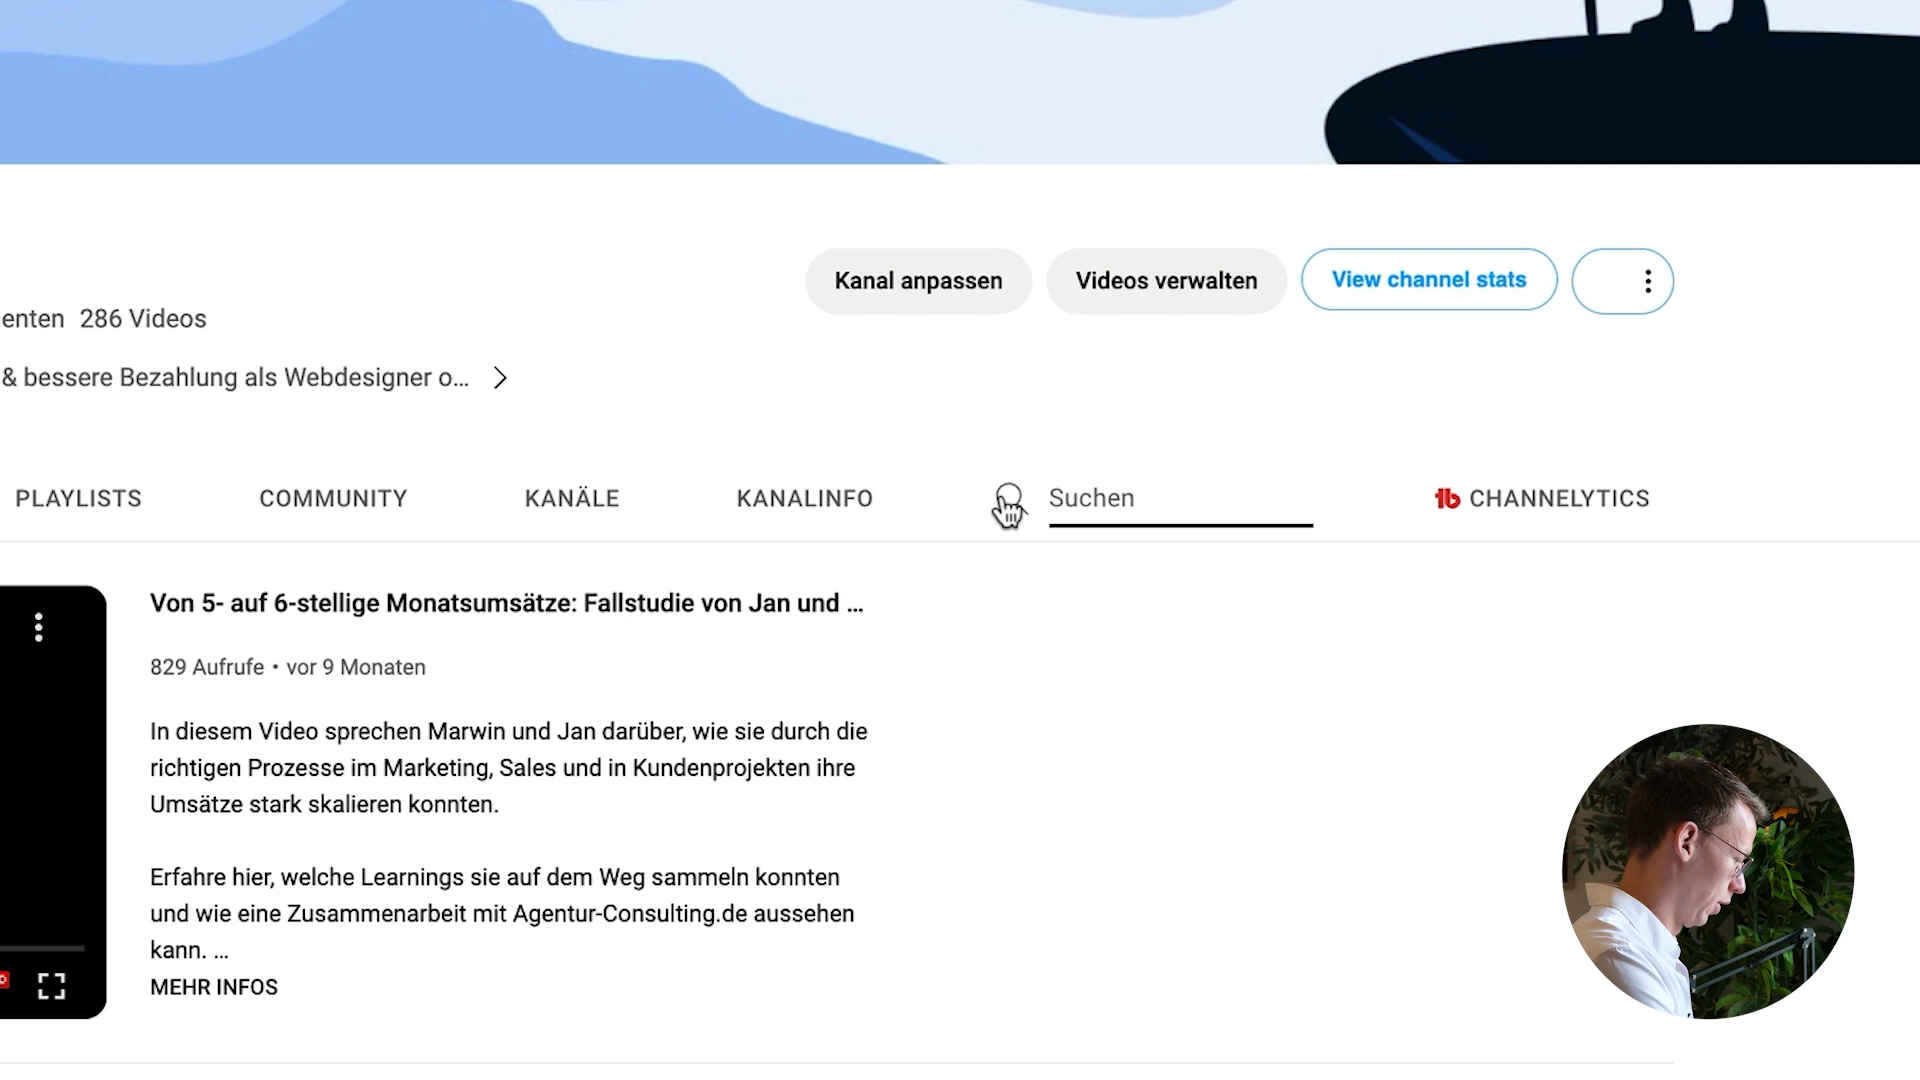 Kanal anpassen
Videos verwalten
View channel stats
enten 286 Videos
& bessere Bezahlung als Webdesigner o...
PLAYLISTS
COMMUNITY
KANÄLE
KANALINFO
Suchen
CHANNELYTICS
Von 5- auf 6-stellige Monatsumsätze: Fallstudie von Jan und ...
829 Aufrufe • vor 9 Monaten
In diesem Video sprechen Marwin und Jan darüber, wie sie durch die
richtigen Prozesse im Marketing, Sales und in Kundenprojekten ihre
Umsätze stark skalieren konnten.
Erfahre hier, welche Learnings sie auf dem Weg sammeln konnten
und wie eine Zusammenarbeit mit Agentur-Consulting.de aussehen
kann. ...
MEHR INFOS